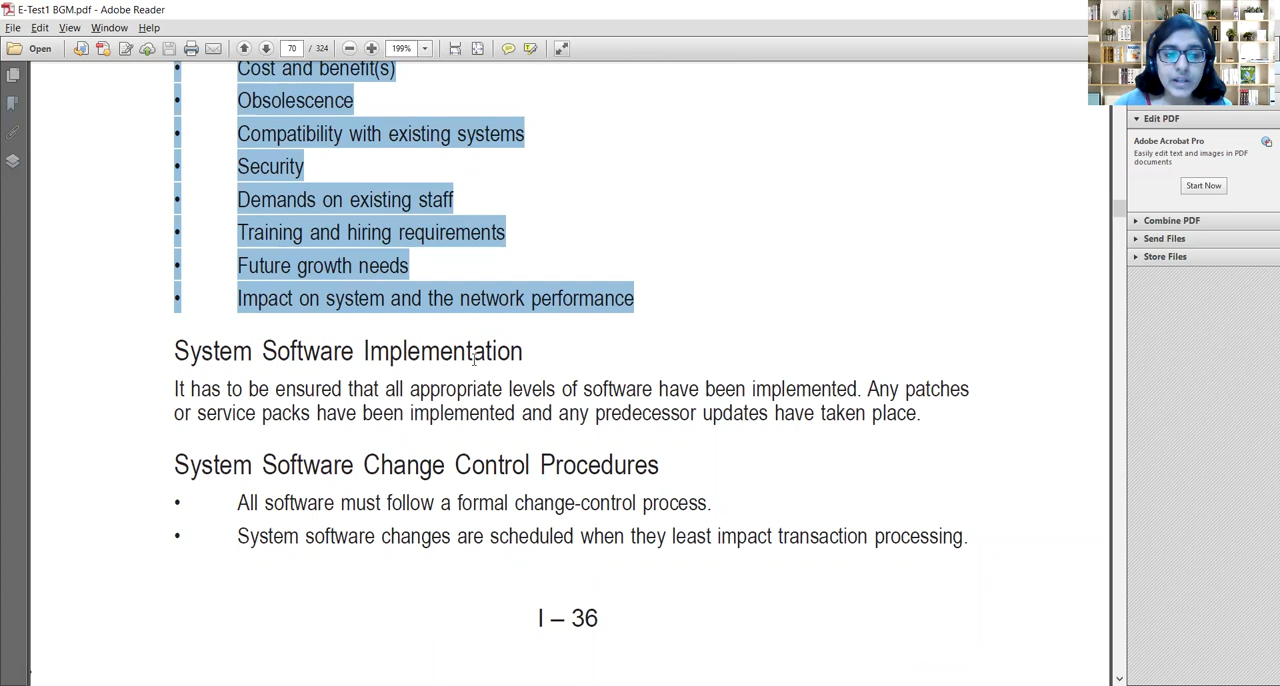 E-Test1 BGM.pdf - Adobe Reader
File Edit View Window Help
Open 70 / 324 199%
• Cost and benefit(s)
• Obsolescence
• Compatibility with existing systems
• Security
• Demands on existing staff
• Training and hiring requirements
• Future growth needs
• Impact on system and the network performance
System Software Implementation
It has to be ensured that all appropriate levels of software have been implemented. Any patches
or service packs have been implemented and any predecessor updates have taken place.
System Software Change Control Procedures
• All software must follow a formal change-control process.
• System software changes are scheduled when they least impact transaction processing.
I – 36
Edit PDF
Adobe Acrobat Pro
Easily edit text and images in PDF
documents
Start Now
Combine PDF
Send Files
Store Files